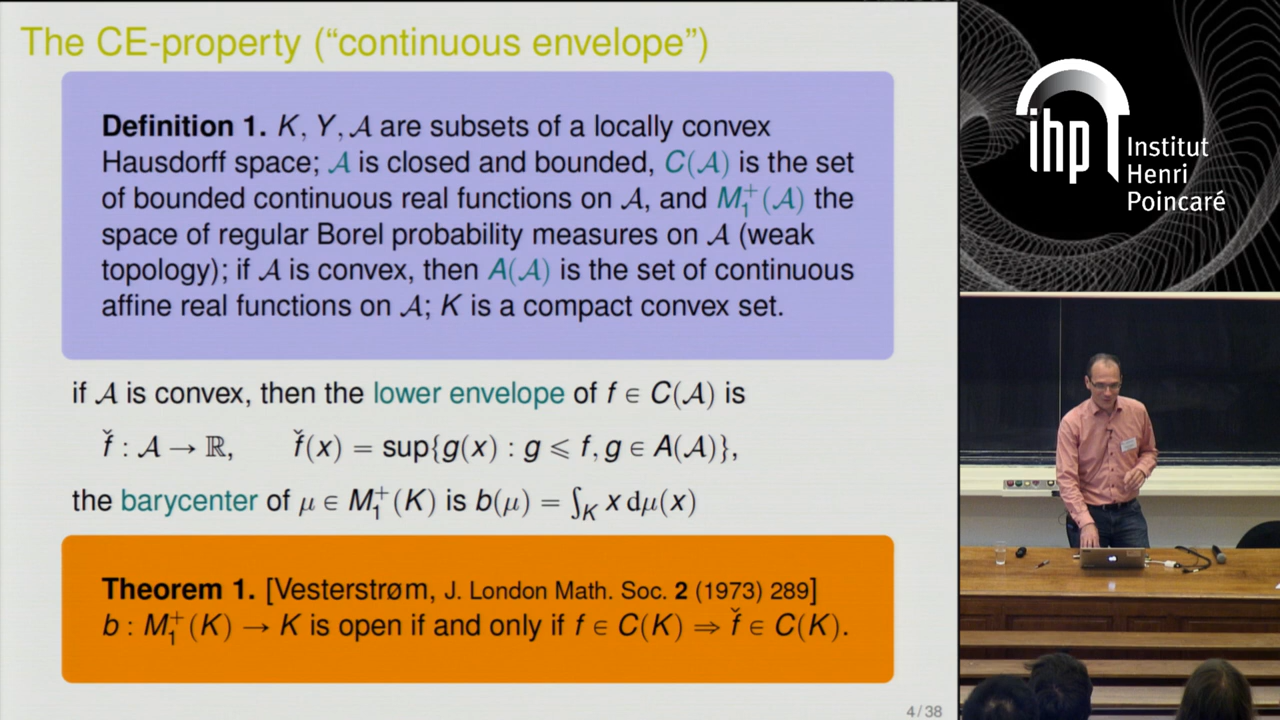 The CE-property (“continuous envelope”)
Definition 1. K, Y, 𝒜 are subsets of a locally convex
Hausdorff space; 𝒜 is closed and bounded, C(𝒜) is the set
of bounded continuous real functions on 𝒜, and M₁⁺(𝒜) the
space of regular Borel probability measures on 𝒜 (weak
topology); if 𝒜 is convex, then A(𝒜) is the set of continuous
affine real functions on 𝒜; K is a compact convex set.
if 𝒜 is convex, then the lower envelope of f ∈ C(𝒜) is
f̌ : 𝒜 → ℝ, f̌(x) = sup{g(x) : g ⩽ f, g ∈ A(𝒜)},
the barycenter of μ ∈ M₁⁺(K) is b(μ) = ∫_K x dμ(x)
Theorem 1. [Vesterstrøm, J. London Math. Soc. 2 (1973) 289]
b : M₁⁺(K) → K is open if and only if f ∈ C(K) ⇒ f̌ ∈ C(K).
4 / 38
ihp
Institut
Henri
Poincaré